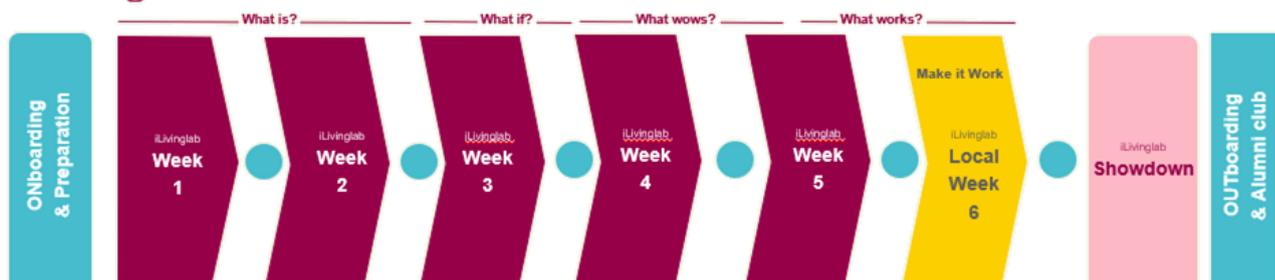 What is?
What if?
What wows?
What works?
ONboarding
& Preparation
iLivinglab
Week
1
iLivinglab
Week
2
iLivinglab
Week
3
iLivinglab
Week
4
iLivinglab
Week
5
Make it Work
iLivinglab
Local
Week
6
iLivinglab
Showdown
OUTboarding
& Alumni club